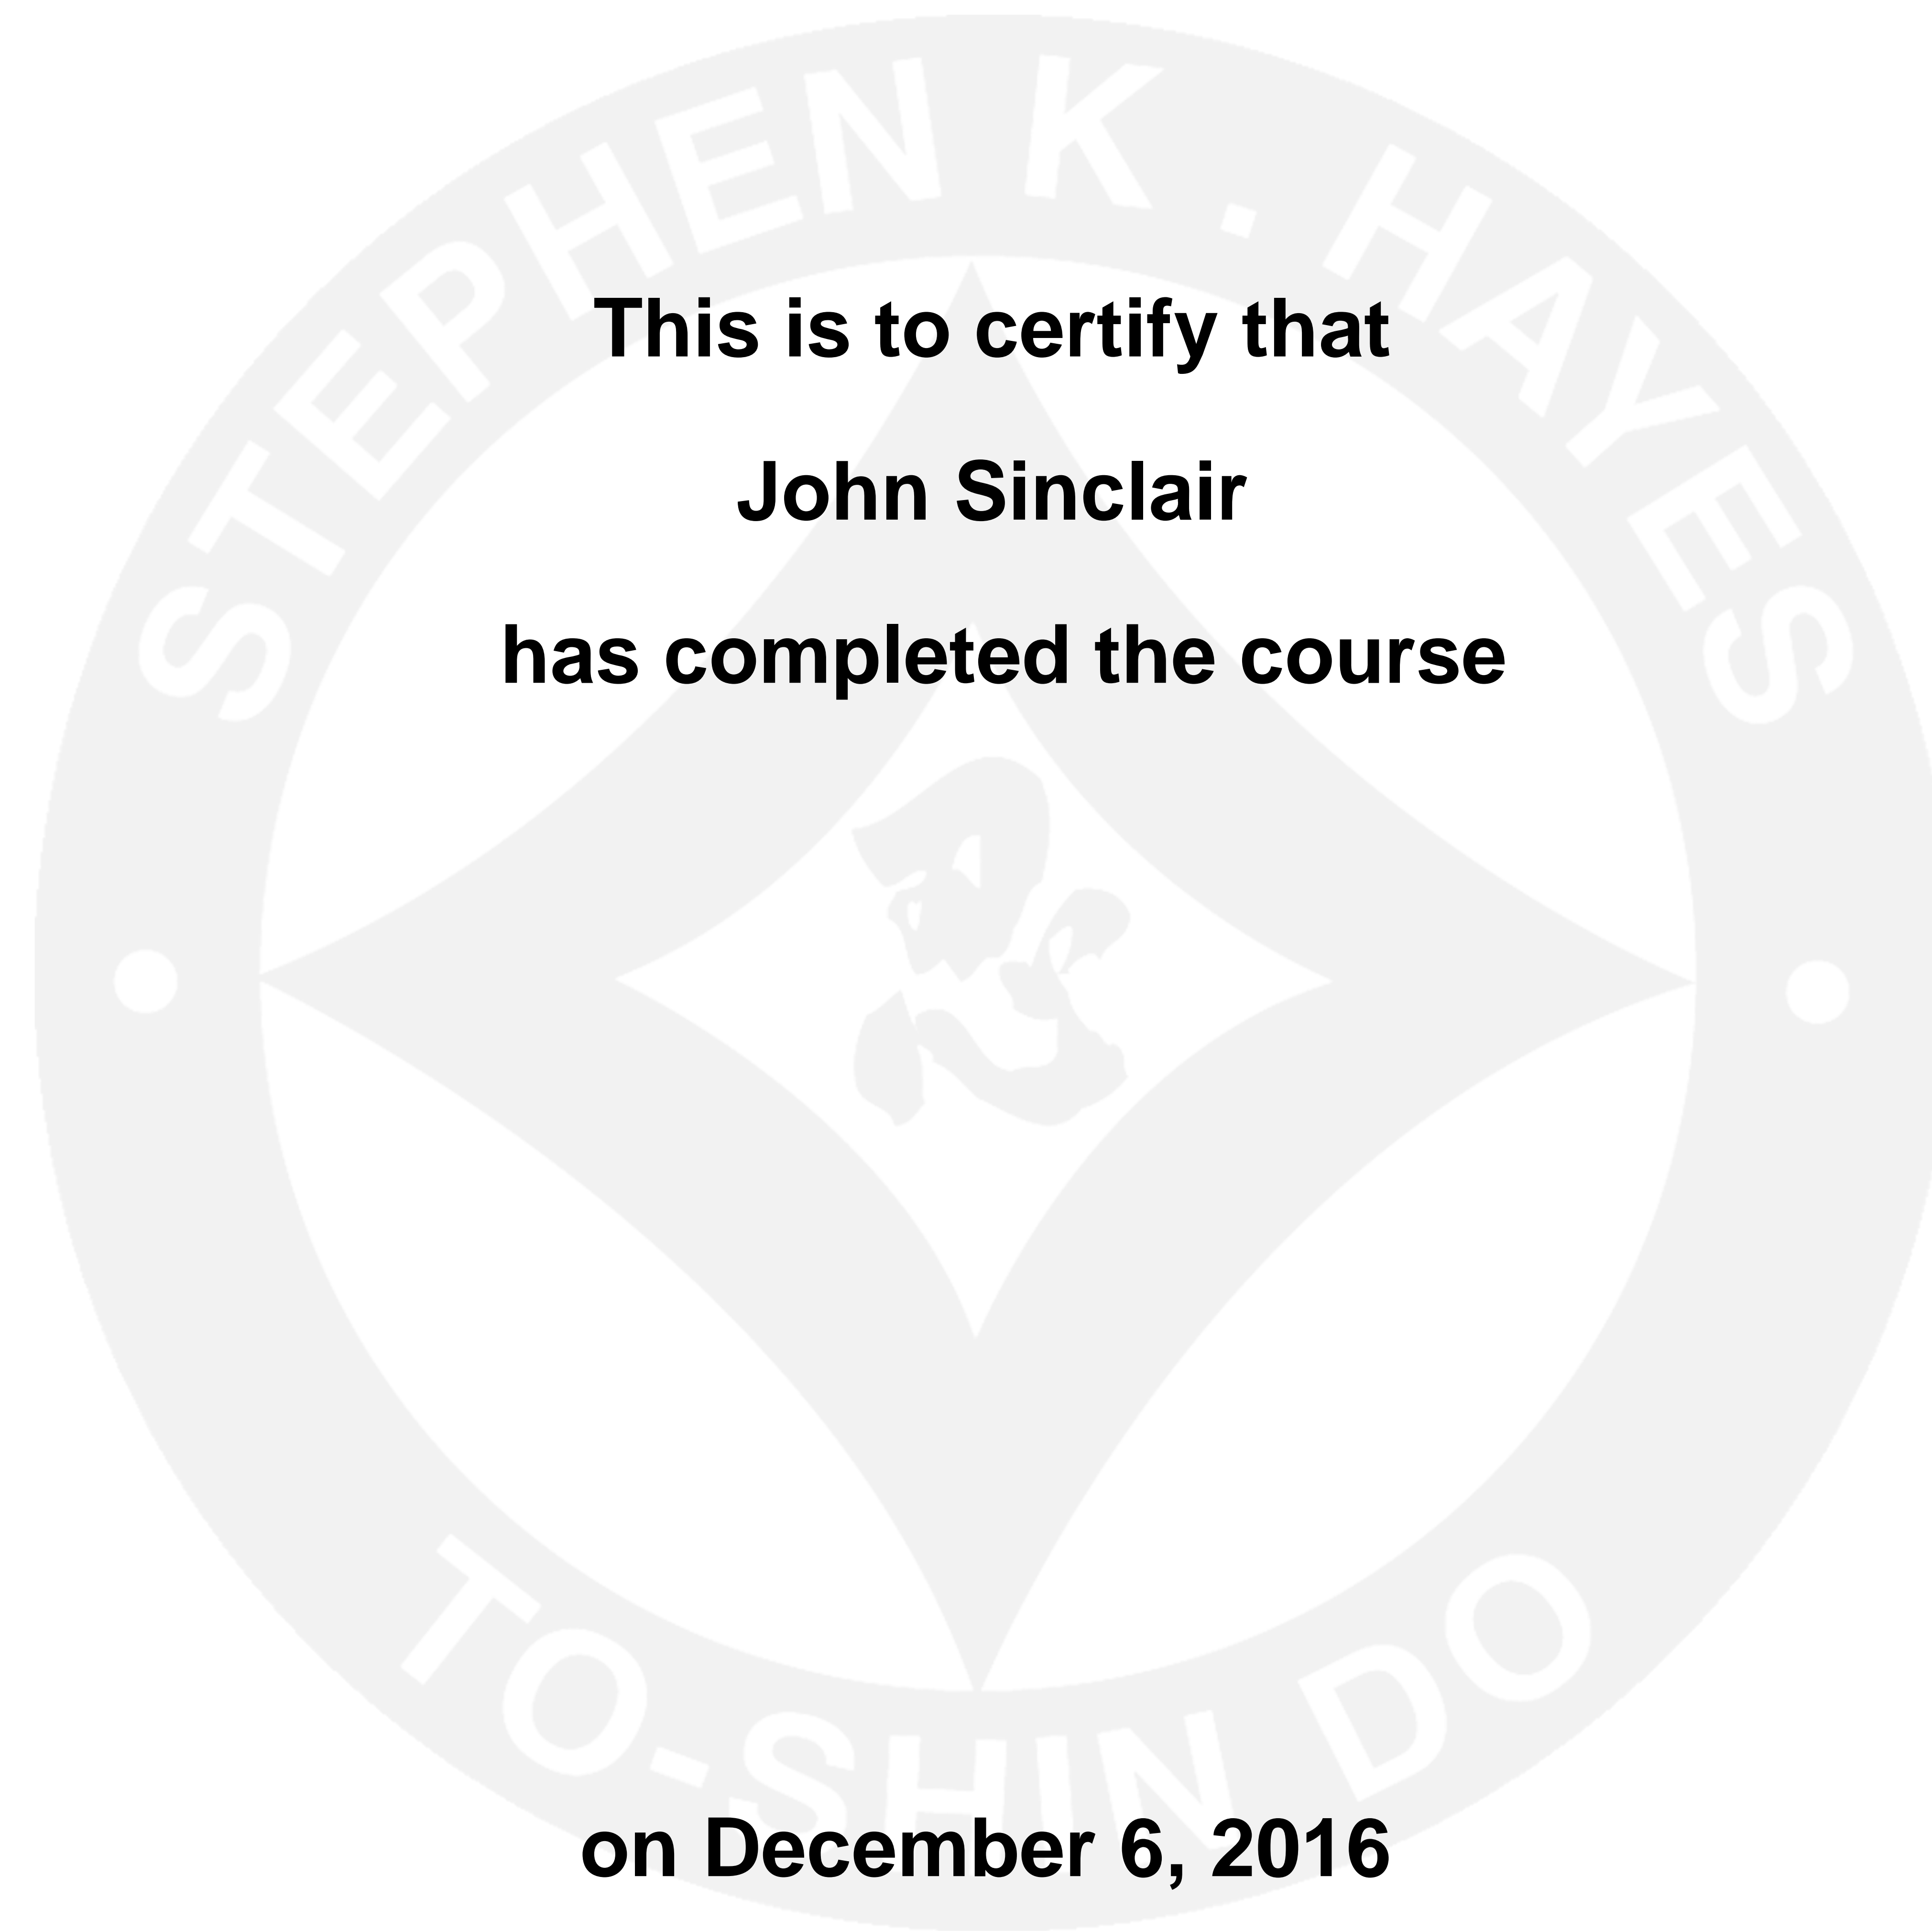 STEPHEN K. HAYES
This is to certify that
John Sinclair
has completed the course
忍
TO-SHIN DO
on December 6, 2016